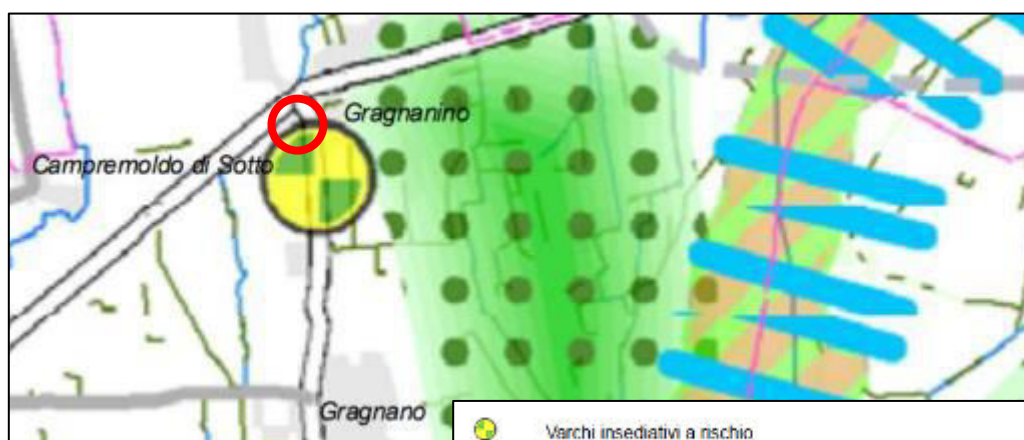 Gragnanino
Campremoldo di Sotto
Gragnano
Varchi insediativi a rischio